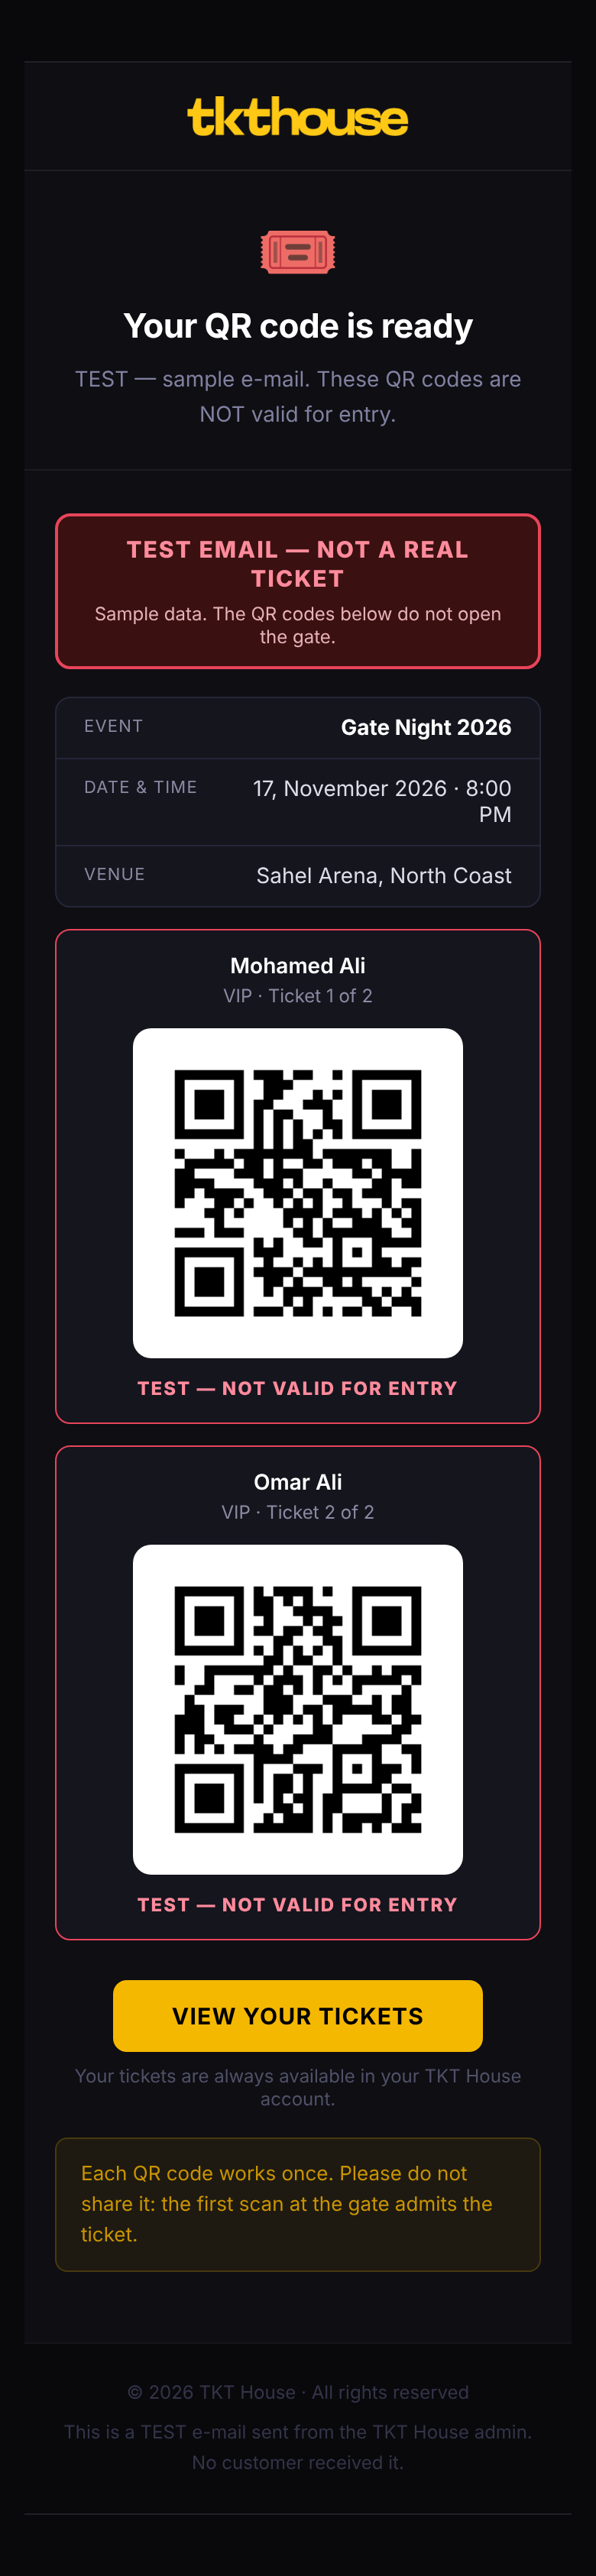 tkthouse
Your QR code is ready
TEST — sample e-mail. These QR codes are
NOT valid for entry.
TEST EMAIL — NOT A REAL
TICKET
Sample data. The QR codes below do not open
the gate.
EVENT Gate Night 2026
DATE & TIME 17, November 2026 · 8:00
PM
VENUE Sahel Arena, North Coast
Mohamed Ali
VIP · Ticket 1 of 2
TEST — NOT VALID FOR ENTRY
Omar Ali
VIP · Ticket 2 of 2
TEST — NOT VALID FOR ENTRY
VIEW YOUR TICKETS
Your tickets are always available in your TKT House
account.
Each QR code works once. Please do not
share it: the first scan at the gate admits the
ticket.
© 2026 TKT House · All rights reserved
This is a TEST e-mail sent from the TKT House admin.
No customer received it.